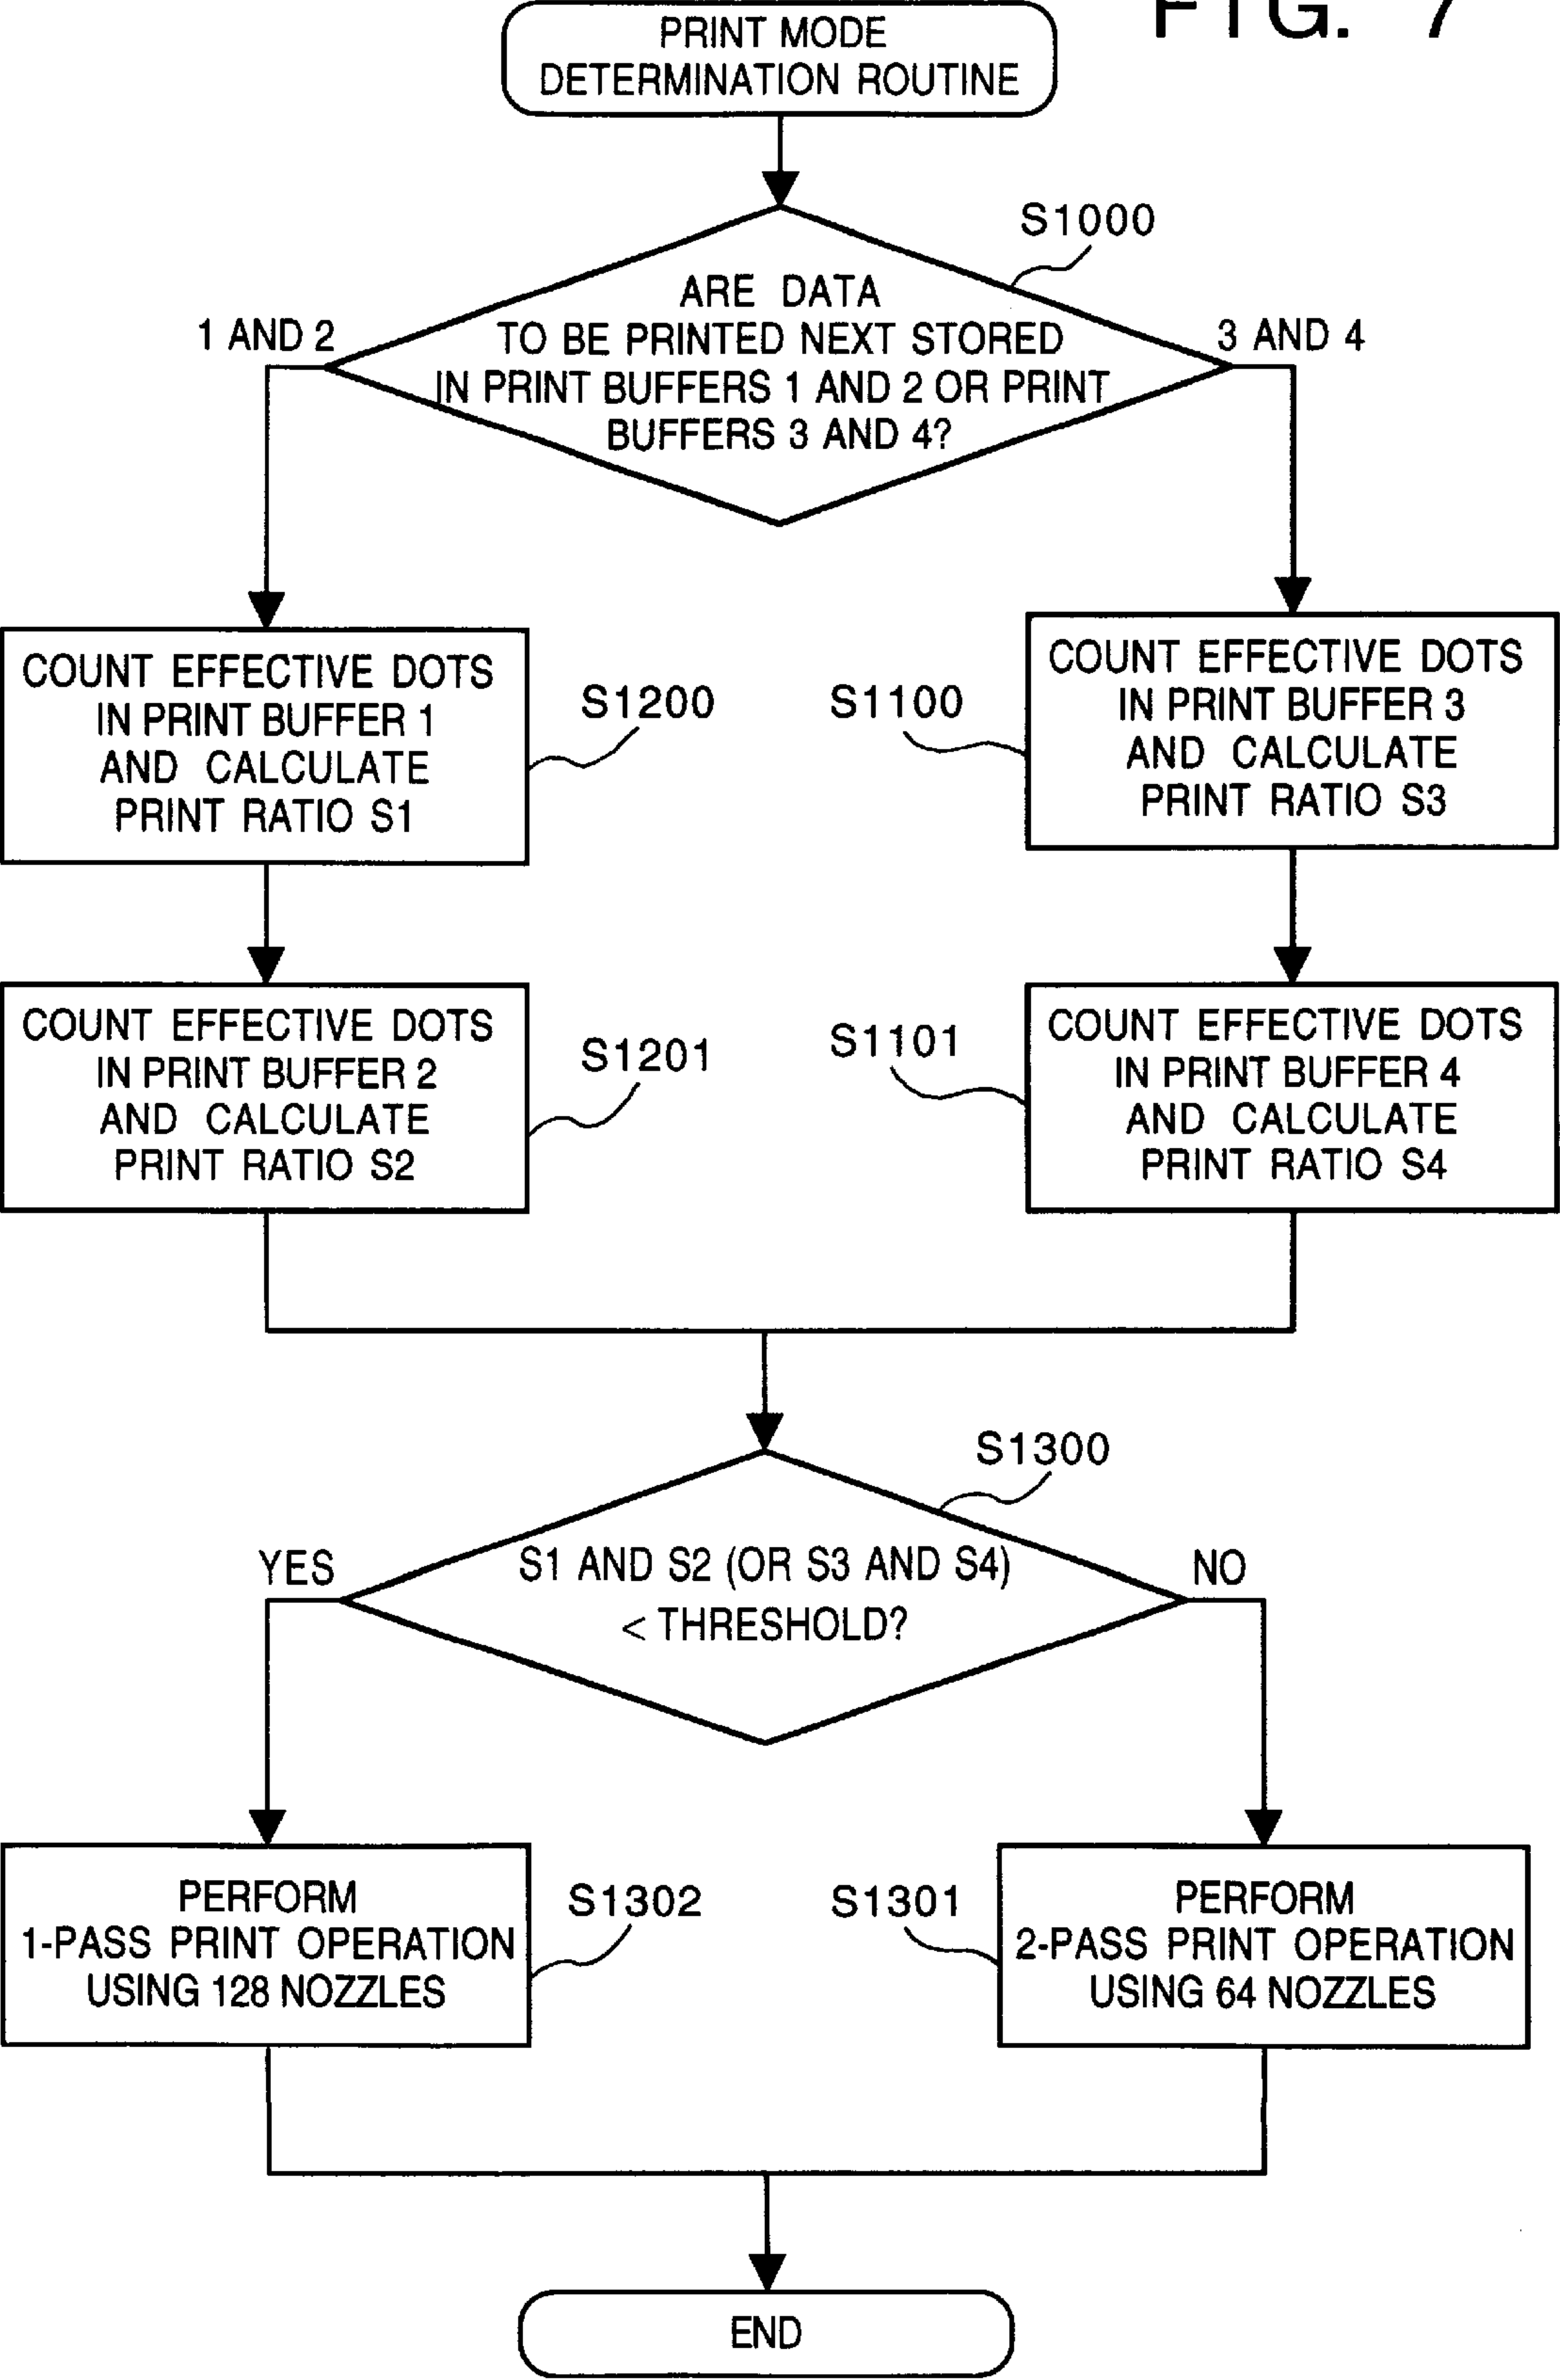 FIG. 7
PRINT MODE
DETERMINATION ROUTINE
S1000
ARE DATA
TO BE PRINTED NEXT STORED
IN PRINT BUFFERS 1 AND 2 OR PRINT
BUFFERS 3 AND 4?
1 AND 2
3 AND 4
COUNT EFFECTIVE DOTS
IN PRINT BUFFER 1
AND CALCULATE
PRINT RATIO S1
S1200
S1100
COUNT EFFECTIVE DOTS
IN PRINT BUFFER 3
AND CALCULATE
PRINT RATIO S3
COUNT EFFECTIVE DOTS
IN PRINT BUFFER 2
AND CALCULATE
PRINT RATIO S2
S1201
S1101
COUNT EFFECTIVE DOTS
IN PRINT BUFFER 4
AND CALCULATE
PRINT RATIO S4
S1300
YES
S1 AND S2 (OR S3 AND S4)
< THRESHOLD?
NO
PERFORM
1-PASS PRINT OPERATION
USING 128 NOZZLES
S1302
S1301
PERFORM
2-PASS PRINT OPERATION
USING 64 NOZZLES
END